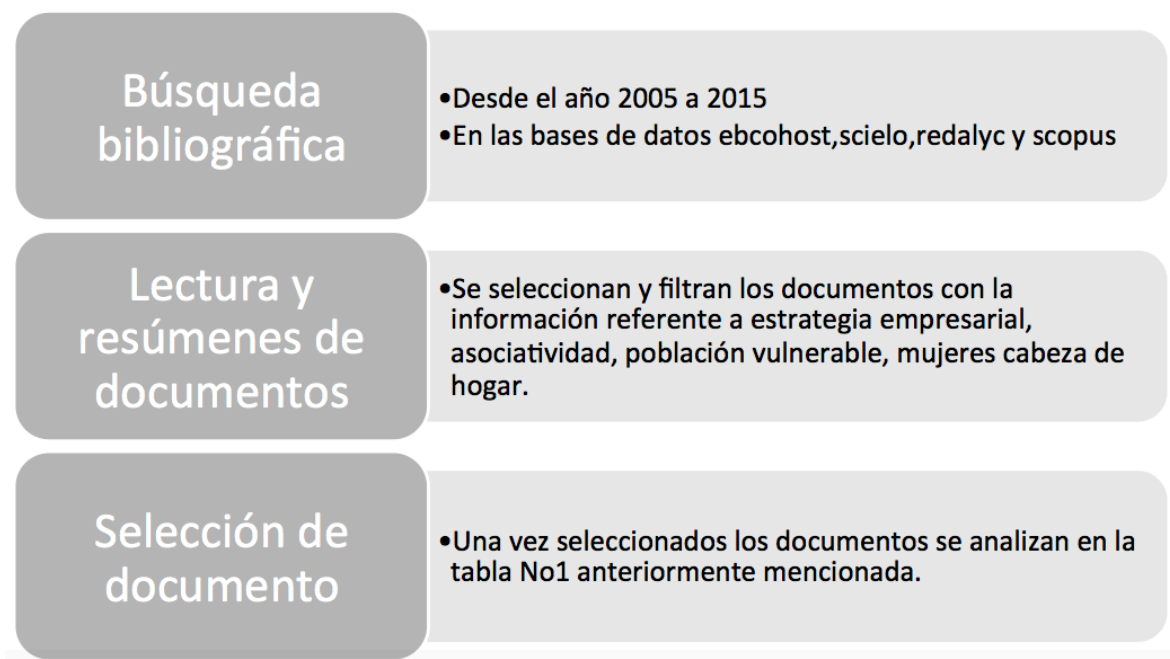 Búsqueda
bibliográfica
•Desde el año 2005 a 2015
•En las bases de datos ebcohost,scielo,redalyc y scopus
Lectura y
resúmenes de
documentos
•Se seleccionan y filtran los documentos con la
información referente a estrategia empresarial,
asociatividad, población vulnerable, mujeres cabeza de
hogar.
Selección de
documento
•Una vez seleccionados los documentos se analizan en la
tabla No1 anteriormente mencionada.